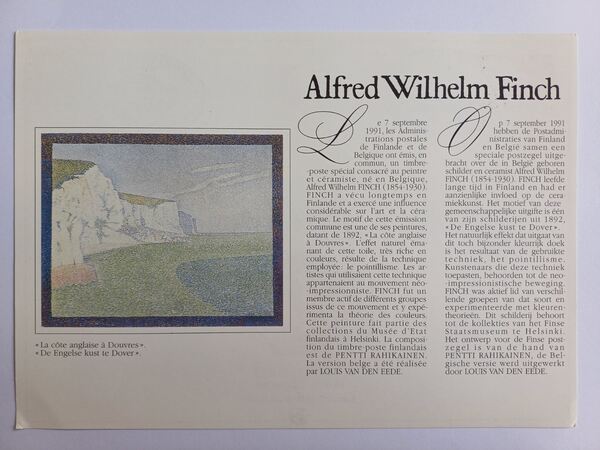 Alfred Wilhelm Finch
Le 7 septembre
1991, les Adminis-
trations postales
de Finlande et de
Belgique ont émis, en
commun, un timbre-
poste spécial consacré au peintre
et céramiste, né en Belgique,
Alfred Wilhelm FINCH (1854-1930).
FINCH a vécu longtemps en
Finlande et a exercé une influence
considérable sur l'art et la céra-
mique. Le motif de cette émission
commune est une de ses peintures,
datant de 1892, «La côte anglaise
à Douvres». L'effet naturel éma-
nant de cette toile, très riche en
couleurs, résulte de la technique
employée: le pointillisme. Les ar-
tistes qui utilisaient cette technique
appartenaient au mouvement néo-
-impressionniste. FINCH fut un
membre actif de différents groupes
issus de ce mouvement et y expé-
rimenta la théorie des couleurs.
Cette peinture fait partie des
collections du Musée d'Etat
finlandais à Helsinki. La composi-
tion du timbre-poste finlandais
est de PENTTI RAHIKAINEN.
La version belge a été réalisée
par LOUIS VAN DEN EEDE.
Op 7 september 1991
hebben de Postadmi-
nistraties van Finland
en België samen een
speciale postzegel uitge-
bracht over de in België geboren
schilder en ceramist Alfred Wilhelm
FINCH (1854-1930). FINCH leefde
lange tijd in Finland en had er
aanzienlijke invloed op de cera-
miekkunst. Het motief van deze
gemeenschappelijke uitgifte is één
van zijn schilderijen uit 1892,
«De Engelse kust te Dover».
Het natuurlijk effekt dat uitgaat van
dit toch bijzonder kleurrijk doek
is het resultaat van de gebruikte
techniek, het pointillisme.
Kunstenaars die deze techniek
toepasten, behoorden tot de neo-
-impressionistische beweging.
FINCH was aktief lid van verschil-
lende groepen van dat soort en
experimenteerde met kleuren-
theorieën. Dit schilderij behoort
tot de kollekties van het Finse
Staatsmuseum te Helsinki.
Het ontwerp voor de Finse post-
zegel is van de hand van
PENTTI RAHIKAINEN, de Bel-
gische versie werd uitgewerkt
door LOUIS VAN DEN EEDE.
«La côte anglaise à Douvres».
«De Engelse kust te Dover».